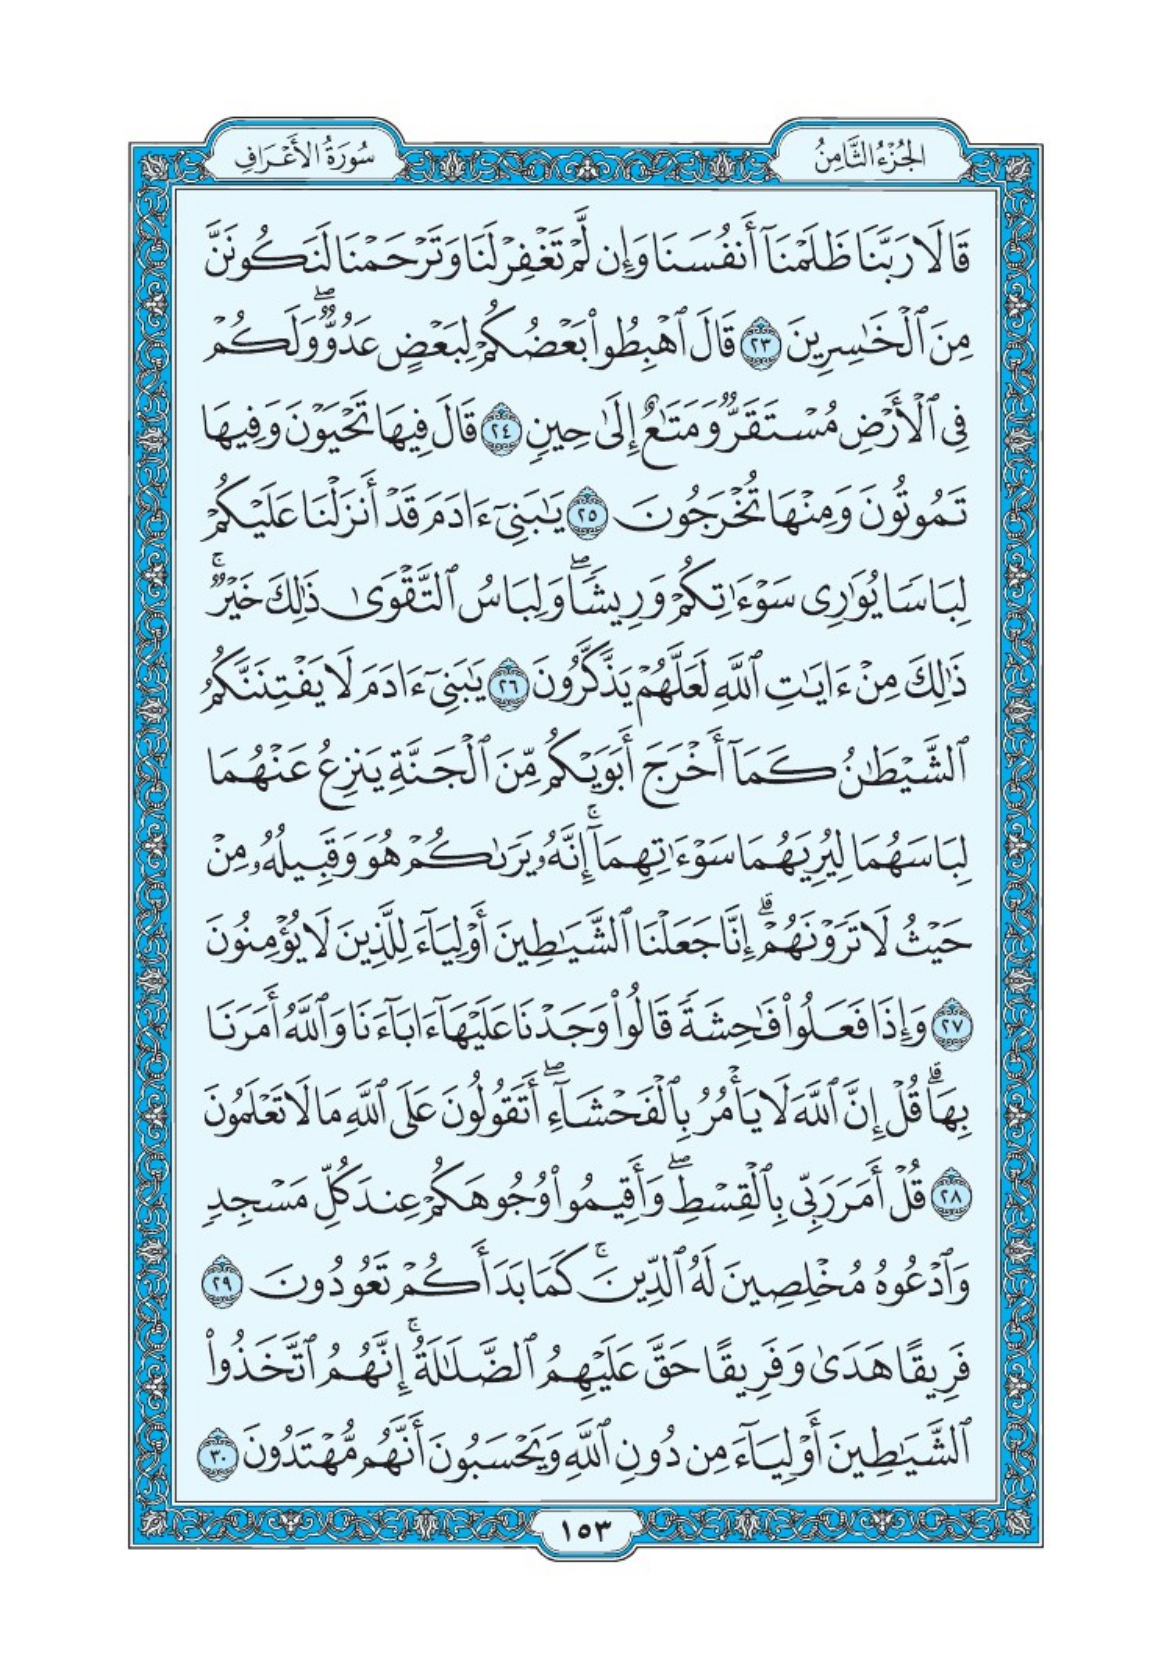 الجُزْءُ الثَّامِنُ
سُورَةُ الأَعْرَافِ
قَالَا رَبَّنَا ظَلَمْنَآ أَنفُسَنَا وَإِن لَّمْ تَغْفِرْ لَنَا وَتَرْحَمْنَا لَنَكُونَنَّ
مِنَ ٱلْخَٰسِرِينَ ٢٣ قَالَ ٱهْبِطُوا۟ بَعْضُكُمْ لِبَعْضٍ عَدُوٌّ ۖ وَلَكُمْ
فِى ٱلْأَرْضِ مُسْتَقَرٌّ وَمَتَٰعٌ إِلَىٰ حِينٍ ٢٤ قَالَ فِيهَا تَحْيَوْنَ وَفِيهَا
تَمُوتُونَ وَمِنْهَا تُخْرَجُونَ ٢٥ يَٰبَنِىٓ ءَادَمَ قَدْ أَنزَلْنَا عَلَيْكُمْ
لِبَاسًا يُوَٰرِى سَوْءَٰتِكُمْ وَرِيشًا ۖ وَلِبَاسُ ٱلتَّقْوَىٰ ذَٰلِكَ خَيْرٌ ۚ
ذَٰلِكَ مِنْ ءَايَٰتِ ٱللَّهِ لَعَلَّهُمْ يَذَّكَّرُونَ ٢٦ يَٰبَنِىٓ ءَادَمَ لَا يَفْتِنَنَّكُمُ
ٱلشَّيْطَٰنُ كَمَآ أَخْرَجَ أَبَوَيْكُم مِّنَ ٱلْجَنَّةِ يَنزِعُ عَنْهُمَا
لِبَاسَهُمَا لِيُرِيَهُمَا سَوْءَٰتِهِمَآ ۚ إِنَّهُۥ يَرَىٰكُمْ هُوَ وَقَبِيلُهُۥ مِنْ
حَيْثُ لَا تَرَوْنَهُمْ ۗ إِنَّا جَعَلْنَا ٱلشَّيَٰطِينَ أَوْلِيَآءَ لِلَّذِينَ لَا يُؤْمِنُونَ
٢٧ وَإِذَا فَعَلُوا۟ فَٰحِشَةً قَالُوا۟ وَجَدْنَا عَلَيْهَآ ءَابَآءَنَا وَٱللَّهُ أَمَرَنَا
بِهَا ۗ قُلْ إِنَّ ٱللَّهَ لَا يَأْمُرُ بِٱلْفَحْشَآءِ ۖ أَتَقُولُونَ عَلَى ٱللَّهِ مَا لَا تَعْلَمُونَ
٢٨ قُلْ أَمَرَ رَبِّى بِٱلْقِسْطِ ۖ وَأَقِيمُوا۟ وُجُوهَكُمْ عِندَ كُلِّ مَسْجِدٍ
وَٱدْعُوهُ مُخْلِصِينَ لَهُ ٱلدِّينَ ۚ كَمَا بَدَأَكُمْ تَعُودُونَ ٢٩
فَرِيقًا هَدَىٰ وَفَرِيقًا حَقَّ عَلَيْهِمُ ٱلضَّلَٰلَةُ ۗ إِنَّهُمُ ٱتَّخَذُوا۟
ٱلشَّيَٰطِينَ أَوْلِيَآءَ مِن دُونِ ٱللَّهِ وَيَحْسَبُونَ أَنَّهُم مُّهْتَدُونَ ٣٠
١٥٣